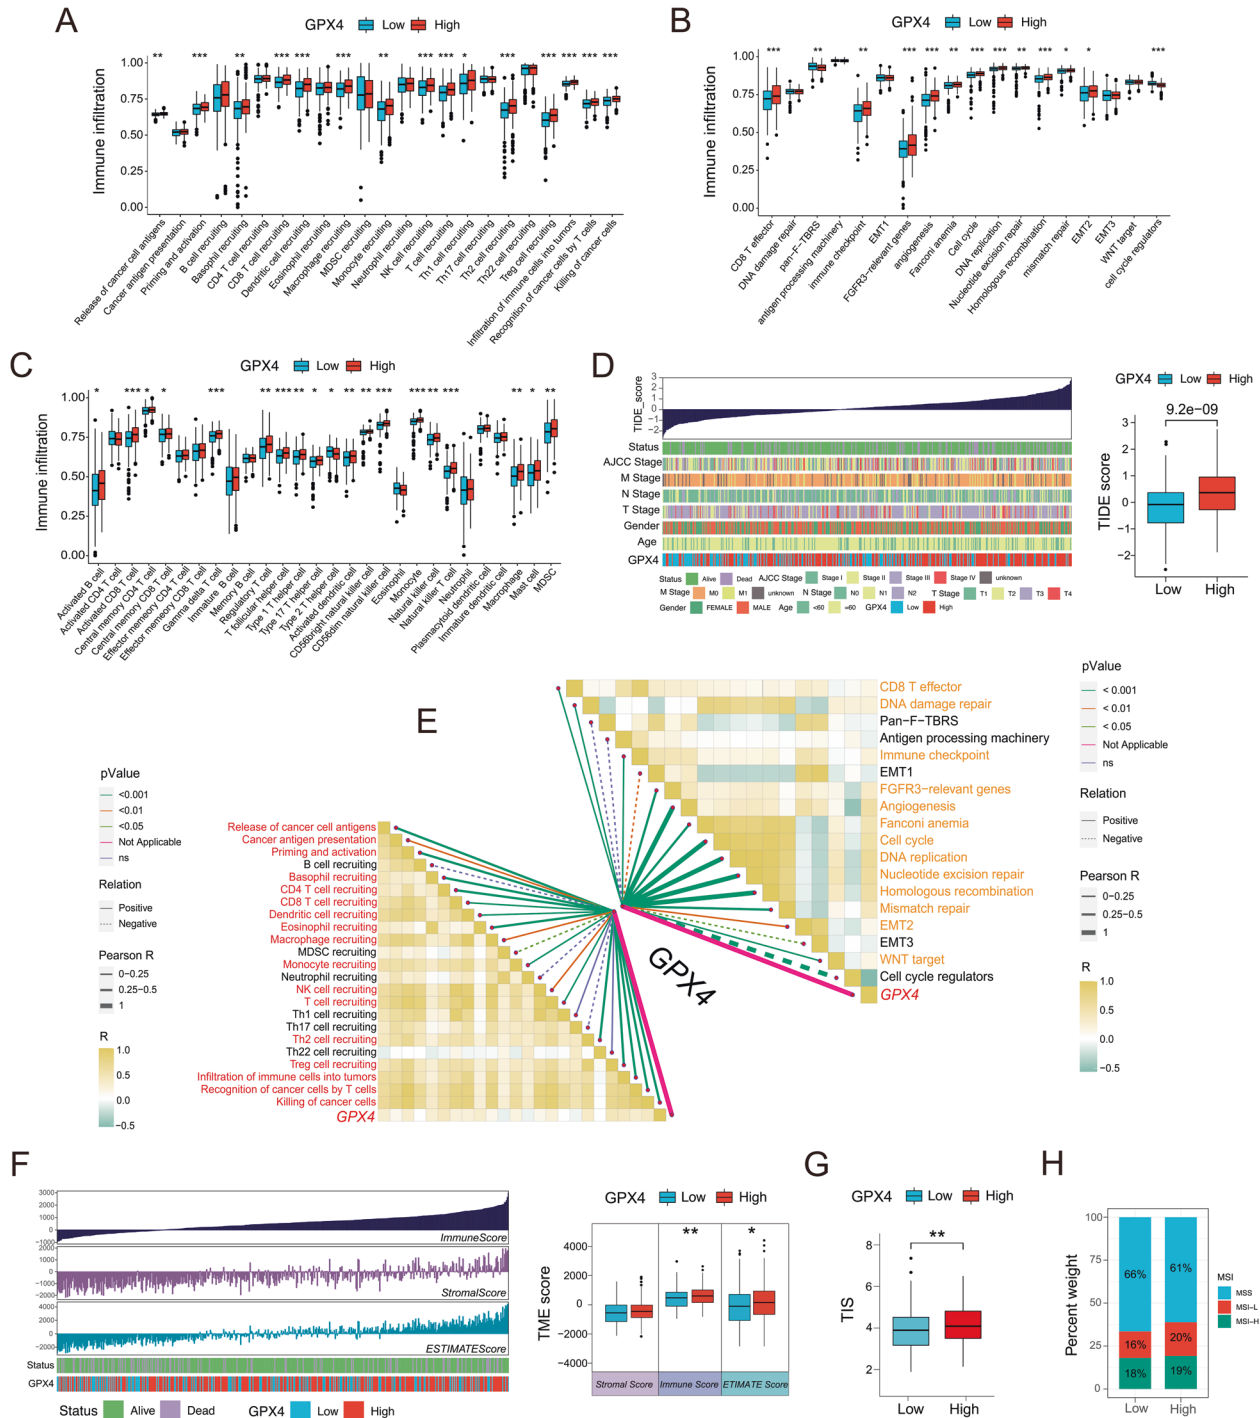 A
GPX4 Low High
** *** ** *** *** *** ** *** *** * *** *** *** *** ***
Immune infiltration
1.00
0.75
0.50
0.25
0.00
Release of cancer cell antigens
Cancer antigen presentation
Priming and activation
B cell recruiting
Basophil recruiting
CD4 T cell recruiting
CD8 T cell recruiting
Dendritic cell recruiting
Eosinophil recruiting
Macrophage recruiting
MDSC recruiting
Monocyte recruiting
Neutrophil recruiting
NK cell recruiting
T cell recruiting
Th1 cell recruiting
Th17 cell recruiting
Th2 cell recruiting
Th22 cell recruiting
Treg cell recruiting
Infiltration of immune cells into tumors
Recognition of cancer cells by T cells
Killing of cancer cells
B
GPX4 Low High
*** ** ** *** *** ** *** *** ** *** * * ***
Immune infiltration
1.00
0.75
0.50
0.25
0.00
CD8 T effector
DNA damage repair
pan−F−TBRS
antigen processing machinery
immune checkpoint
EMT1
FGFR3−relevant genes
angiogenesis
Fanconi anemia
Cell cycle
DNA replication
Nucleotide excision repair
Homologous recombination
mismatch repair
EMT2
EMT3
WNT target
cell cycle regulators
C
GPX4 Low High
* *** * * *** ** *** *** * * ** ** *** *** ** *** ** * **
Immune infiltration
1.00
0.75
0.50
0.25
0.00
Activated B cell
Activated CD4 T cell
Activated CD8 T cell
Central memory CD4 T cell
Central memory CD8 T cell
Effector memory CD4 T cell
Effector memory CD8 T cell
Gamma delta T cell
Immature B cell
Memory B cell
Regulatory T cell
T follicular helper cell
Type 1 T helper cell
Type 17 T helper cell
Type 2 T helper cell
Activated dendritic cell
CD56bright natural killer cell
CD56dim natural killer cell
Eosinophil
Monocyte
Natural killer cell
Natural killer T cell
Neutrophil
Plasmacytoid dendritic cell
Immature dendritic cell
Macrophage
Mast cell
MDSC
D
TIDE_score
3
2
1
0
−1
−2
Status
AJCC Stage
M Stage
N Stage
T Stage
Gender
Age
GPX4
Status Alive Dead AJCC Stage Stage I Stage II Stage III Stage IV unknown
M Stage M0 M1 unknown N Stage N0 N1 N2 T Stage T1 T2 T3 T4
Gender FEMALE MALE Age <60 ~60 GPX4 Low High
GPX4 Low High
9.2e−09
TIDE score
3
2
1
0
−1
−2
Low High
E
pValue
<0.001
<0.01
<0.05
Not Applicable
ns
Relation
Positive
Negative
Pearson R
0−0.25
0.25−0.5
1
R
1.0
0.5
0.0
−0.5
Release of cancer cell antigens
Cancer antigen presentation
Priming and activation
B cell recruiting
Basophil recruiting
CD4 T cell recruiting
CD8 T cell recruiting
Dendritic cell recruiting
Eosinophil recruiting
Macrophage recruiting
MDSC recruiting
Monocyte recruiting
Neutrophil recruiting
NK cell recruiting
T cell recruiting
Th1 cell recruiting
Th17 cell recruiting
Th2 cell recruiting
Th22 cell recruiting
Treg cell recruiting
Infiltration of immune cells into tumors
Recognition of cancer cells by T cells
Killing of cancer cells
GPX4
GPX4
CD8 T effector
DNA damage repair
Pan−F−TBRS
Antigen processing machinery
Immune checkpoint
EMT1
FGFR3−relevant genes
Angiogenesis
Fanconi anemia
Cell cycle
DNA replication
Nucleotide excision repair
Homologous recombination
Mismatch repair
EMT2
EMT3
WNT target
Cell cycle regulators
GPX4
pValue
< 0.001
< 0.01
< 0.05
Not Applicable
ns
Relation
Positive
Negative
Pearson R
0−0.25
0.25−0.5
1
R
1.0
0.5
0.0
−0.5
F
3000
2000
1000
0
−1000
ImmuneScore
2000
1000
0
−1000
StromalScore
4000
2000
0
−2000
ESTIMATEScore
Status
GPX4
Status Alive Dead GPX4 Low High
GPX4 Low High
** *
TME score
4000
2000
0
−2000
−4000
Stromal Score Immune Score ETIMATE Score
G
GPX4 Low High
**
TIS
8
6
4
2
Low High
H
Percent weight
100
75
50
25
0
66% 61%
16% 20%
18% 19%
Low High
MSI
MSS
MSI−L
MSI−H